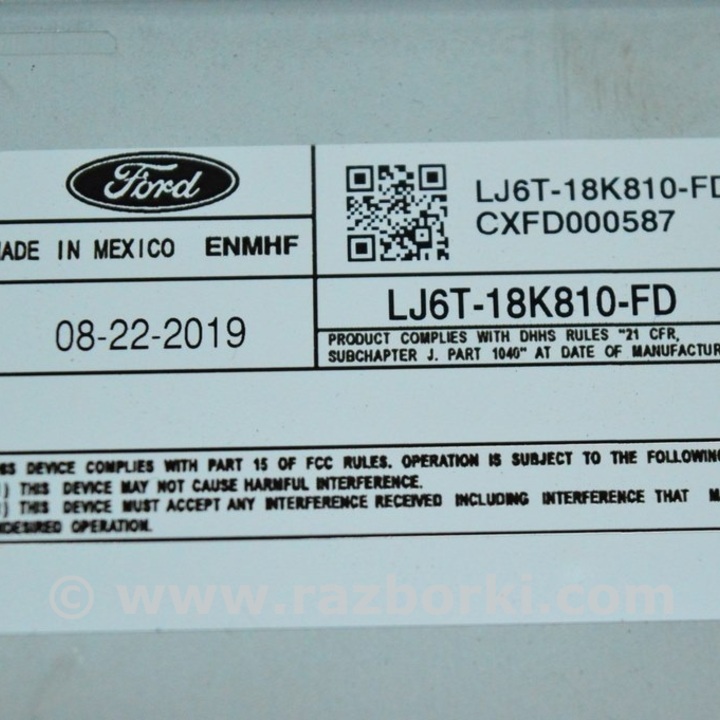 Ford
MADE IN MEXICO ENMHF
LJ6T-18K810-FD
CXFD000587
08-22-2019
LJ6T-18K810-FD
PRODUCT COMPLIES WITH DHHS RULES "21 CFR,
SUBCHAPTER J. PART 1040" AT DATE OF MANUFACTUR
IS DEVICE COMPLIES WITH PART 15 OF FCC RULES. OPERATION IS SUBJECT TO THE FOLLOWING
) THIS DEVICE MAY NOT CAUSE HARMFUL INTERFERENCE.
) THIS DEVICE MUST ACCEPT ANY INTERFERENCE RECEIVED INCLUDING INTERFERENCE THAT M
DESIRED OPERATION.
© www.razborki.com